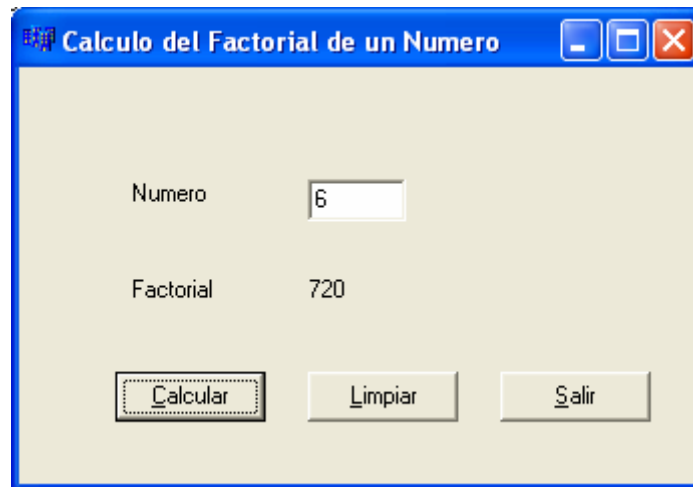 Calculo del Factorial de un Numero
Numero 6
Factorial 720
Calcular Limpiar Salir